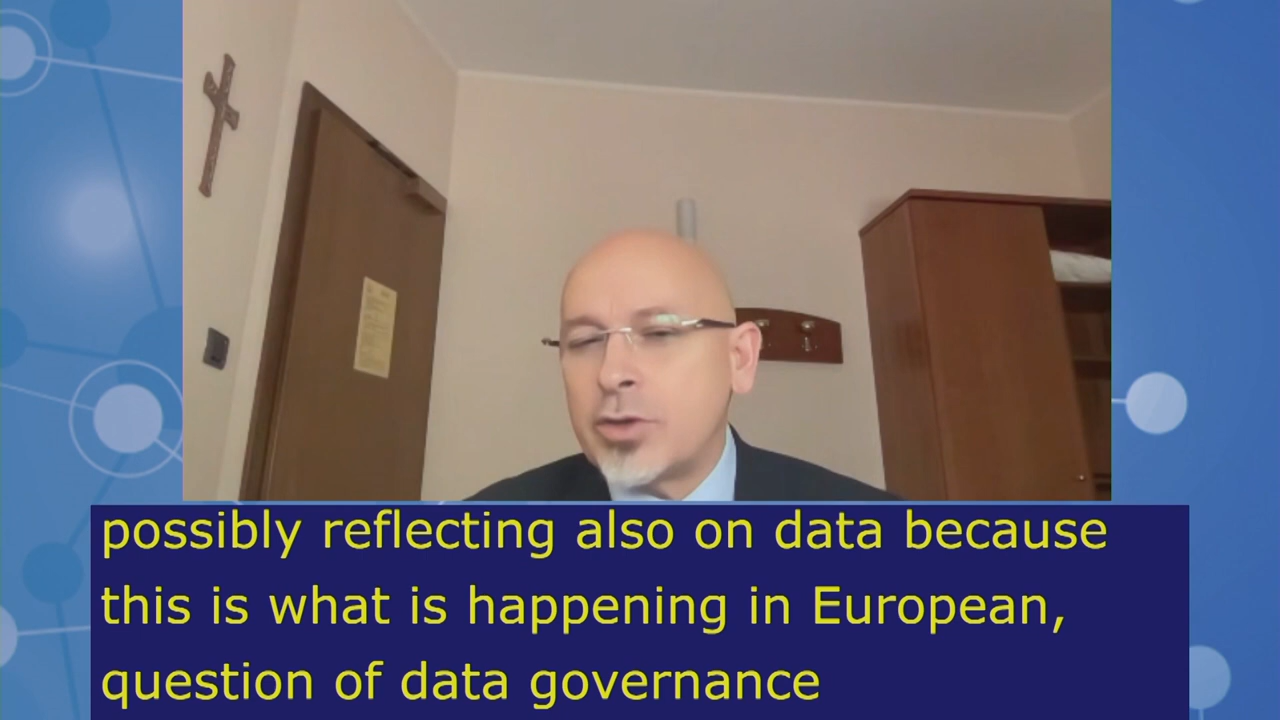 possibly reflecting also on data because
this is what is happening in European,
question of data governance